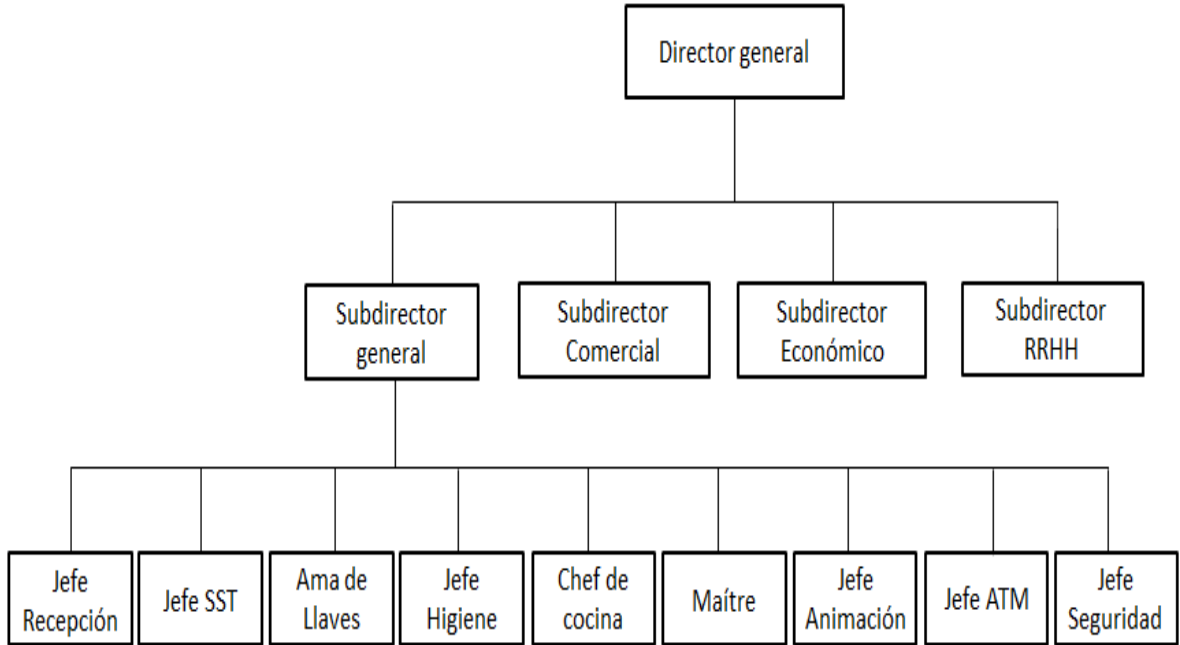 Director general
Subdirector
general
Subdirector
Comercial
Subdirector
Económico
Subdirector
RRHH
Jefe
Recepción
Jefe SST
Ama de
Llaves
Jefe
Higiene
Chef de
cocina
Maître
Jefe
Animación
Jefe ATM
Jefe
Seguridad